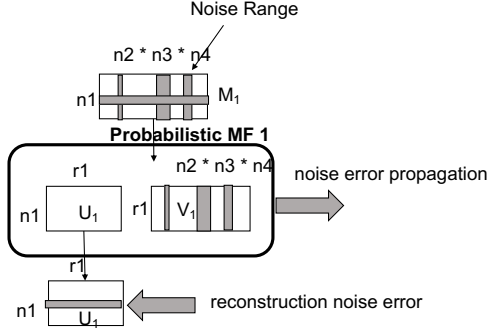 Noise Range
n2 * n3 * n4
n1
M1
Probabilistic MF 1
r1
n2 * n3 * n4
n1
U1
r1
V1
noise error propagation
r1
n1
U1
reconstruction noise error